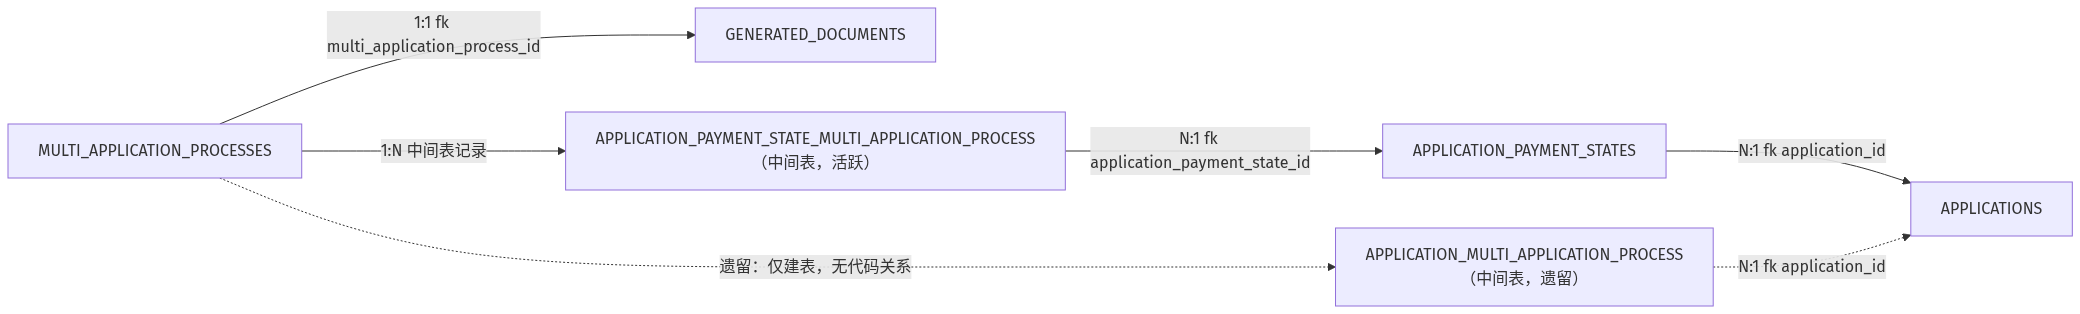 1:1 fk
multi_application_process_id
GENERATED_DOCUMENTS
MULTI_APPLICATION_PROCESSES
1:N 中间表记录
APPLICATION_PAYMENT_STATE_MULTI_APPLICATION_PROCESS
（中间表，活跃）
N:1 fk
application_payment_state_id
APPLICATION_PAYMENT_STATES
N:1 fk application_id
APPLICATIONS
遗留：仅建表，无代码关系
APPLICATION_MULTI_APPLICATION_PROCESS
（中间表，遗留）
N:1 fk application_id